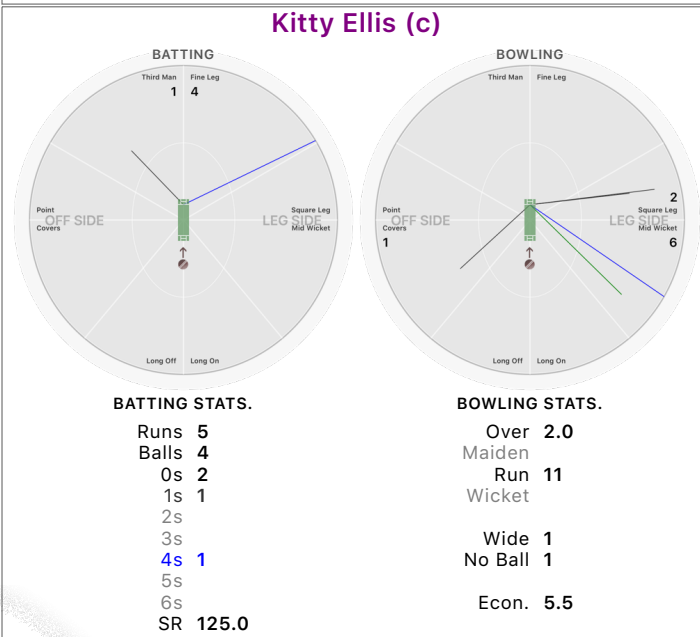 Kitty Ellis (c)
BATTING
Third Man Fine Leg
1 4
Point
OFF SIDE
Covers
Square Leg
LEG SIDE
Mid Wicket
Long Off Long On
BATTING STATS.
Runs 5
Balls 4
0s 2
1s 1
2s
3s
4s 1
5s
6s
SR 125.0
BOWLING
Third Man Fine Leg
Point
OFF SIDE
Covers
1
2
Square Leg
LEG SIDE
Mid Wicket
6
Long Off Long On
BOWLING STATS.
Over 2.0
Maiden
Run 11
Wicket
Wide 1
No Ball 1
Econ. 5.5